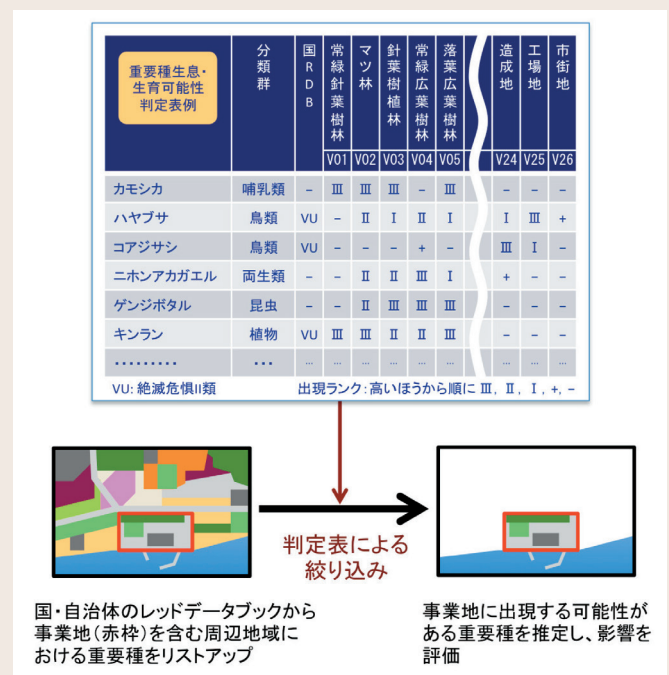 重要種生息・
生育可能性
判定表例
分類群
国RDB
常緑針葉樹林
マツ林
針葉樹植林
常緑広葉樹林
落葉広葉樹林
造成地
工場地
市街地
V01 V02 V03 V04 V05 V24 V25 V26
カモシカ 哺乳類 – Ⅲ Ⅲ Ⅲ – Ⅲ – – –
ハヤブサ 鳥類 VU – Ⅱ Ⅰ Ⅱ Ⅰ Ⅰ Ⅲ +
コアジサシ 鳥類 VU – – – + – Ⅲ Ⅰ –
ニホンアカガエル 両生類 – – Ⅱ Ⅱ Ⅲ Ⅰ + – –
ゲンジボタル 昆虫 – – Ⅱ Ⅲ Ⅲ Ⅲ – – –
キンラン 植物 VU Ⅲ Ⅲ Ⅱ Ⅱ Ⅲ – – –
……… … … … … … … … … … …
VU: 絶滅危惧II類 出現ランク：高いほうから順に Ⅲ, Ⅱ, Ⅰ, +, –
判定表による
絞り込み
国・自治体のレッドデータブックから
事業地（赤枠）を含む周辺地域に
おける重要種をリストアップ
事業地に出現する可能性が
ある重要種を推定し、影響を
評価